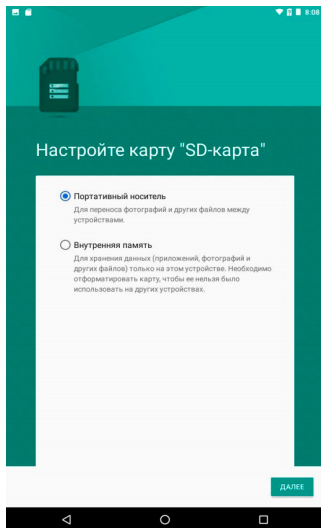 8:08
Настройте карту "SD-карта"
Портативный носитель
Для переноса фотографий и других файлов между
устройствами.
Внутренняя память
Для хранения данных (приложений, фотографий и
других файлов) только на этом устройстве. Необходимо
отформатировать карту, чтобы ее нельзя было
использовать на других устройствах.
ДАЛЕЕ